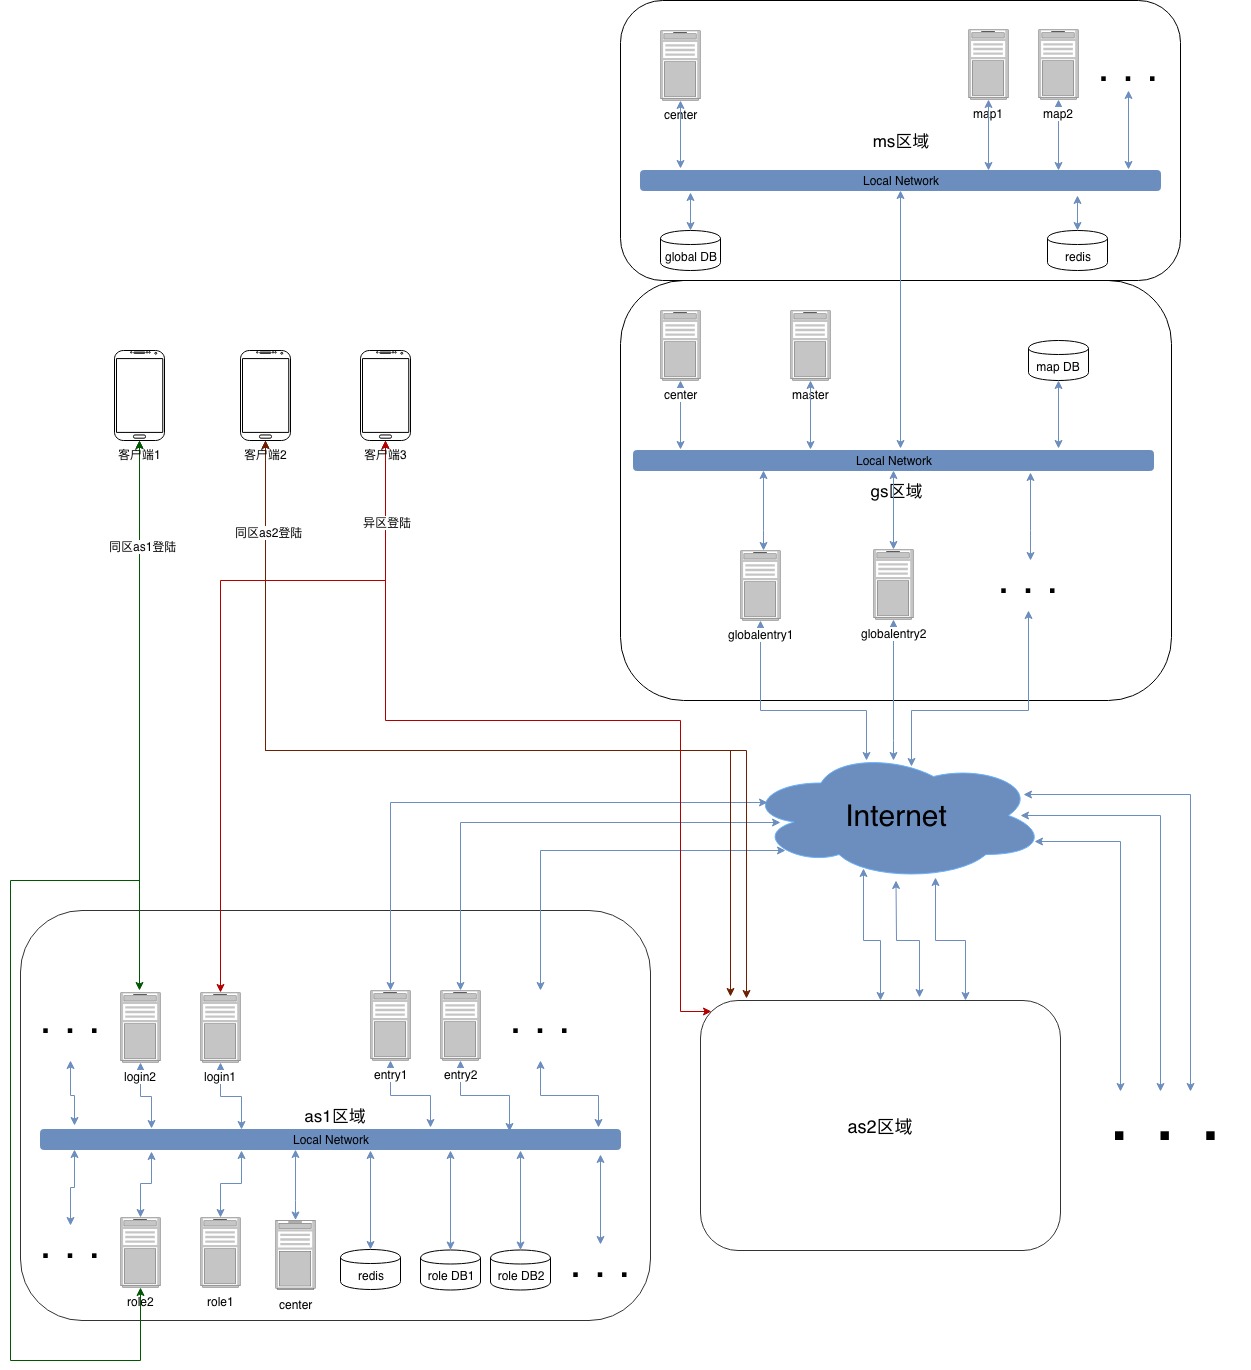 center
map1
map2
. . .
ms区域
Local Network
global DB
redis
center
master
map DB
Local Network
gs区域
客户端1
客户端2
客户端3
异区登陆
同区as2登陆
同区as1登陆
. . .
globalentry1
globalentry2
Internet
. . .
. . .
login2
login1
entry1
entry2
as1区域
Local Network
as2区域
. . .
. . .
redis
role DB1
role DB2
. . .
role2
role1
center